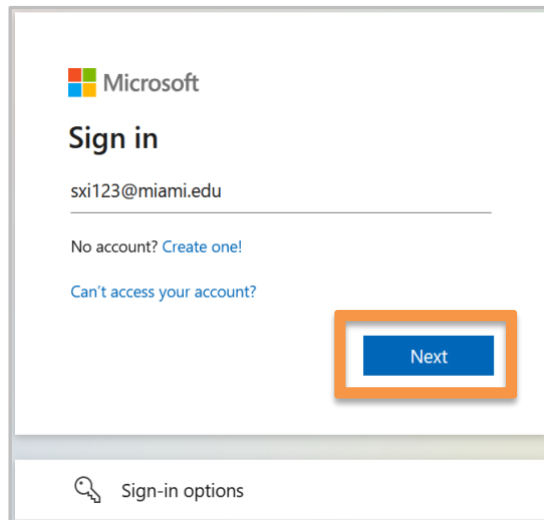 Microsoft
Sign in
sxi123@miami.edu
No account? Create one!
Can't access your account?
Next
Sign-in options